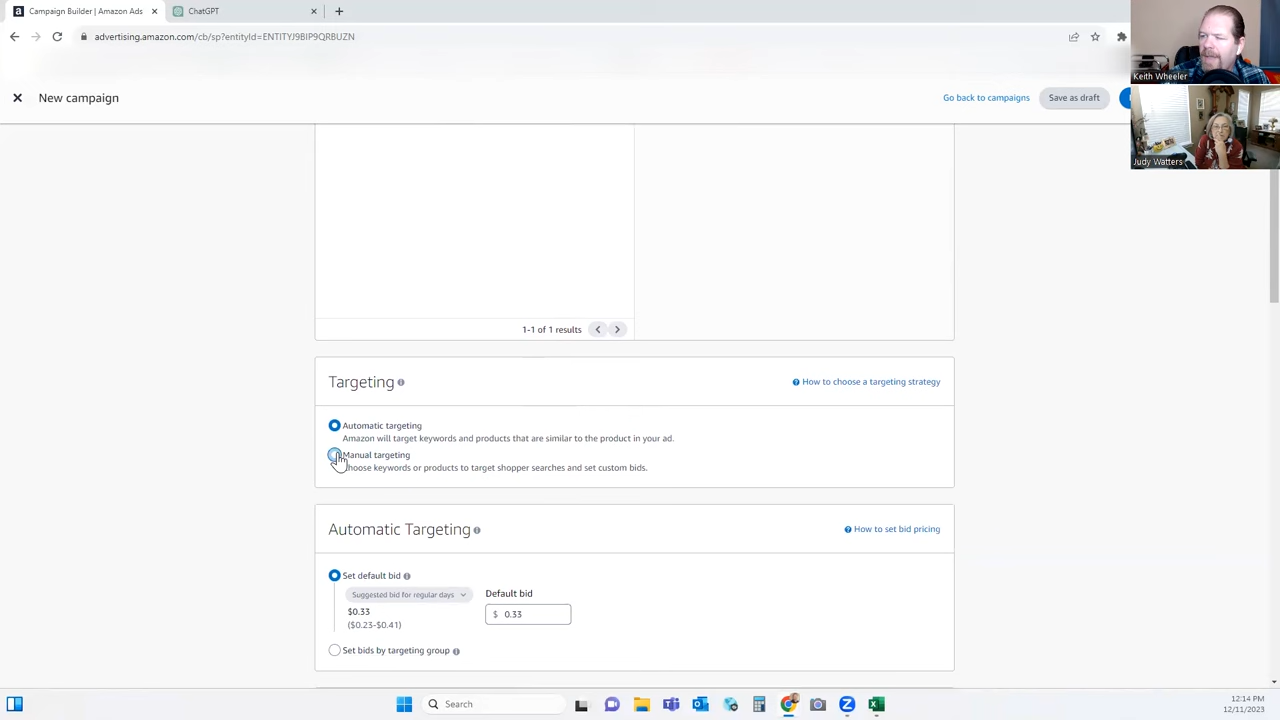 Campaign Builder | Amazon Ads
ChatGPT
advertising.amazon.com/cb/sp?entityId=ENTITYJ9BIP9QRBUZN
New campaign
Go back to campaigns
Save as draft
Keith Wheeler
Judy Watters
1-1 of 1 results
Targeting
How to choose a targeting strategy
Automatic targeting
Amazon will target keywords and products that are similar to the product in your ad.
Manual targeting
choose keywords or products to target shopper searches and set custom bids.
Automatic Targeting
How to set bid pricing
Set default bid
Suggested bid for regular days
Default bid
$0.33
$ 0.33
($0.23-$0.41)
Set bids by targeting group
Search
12:14 PM
12/11/2023